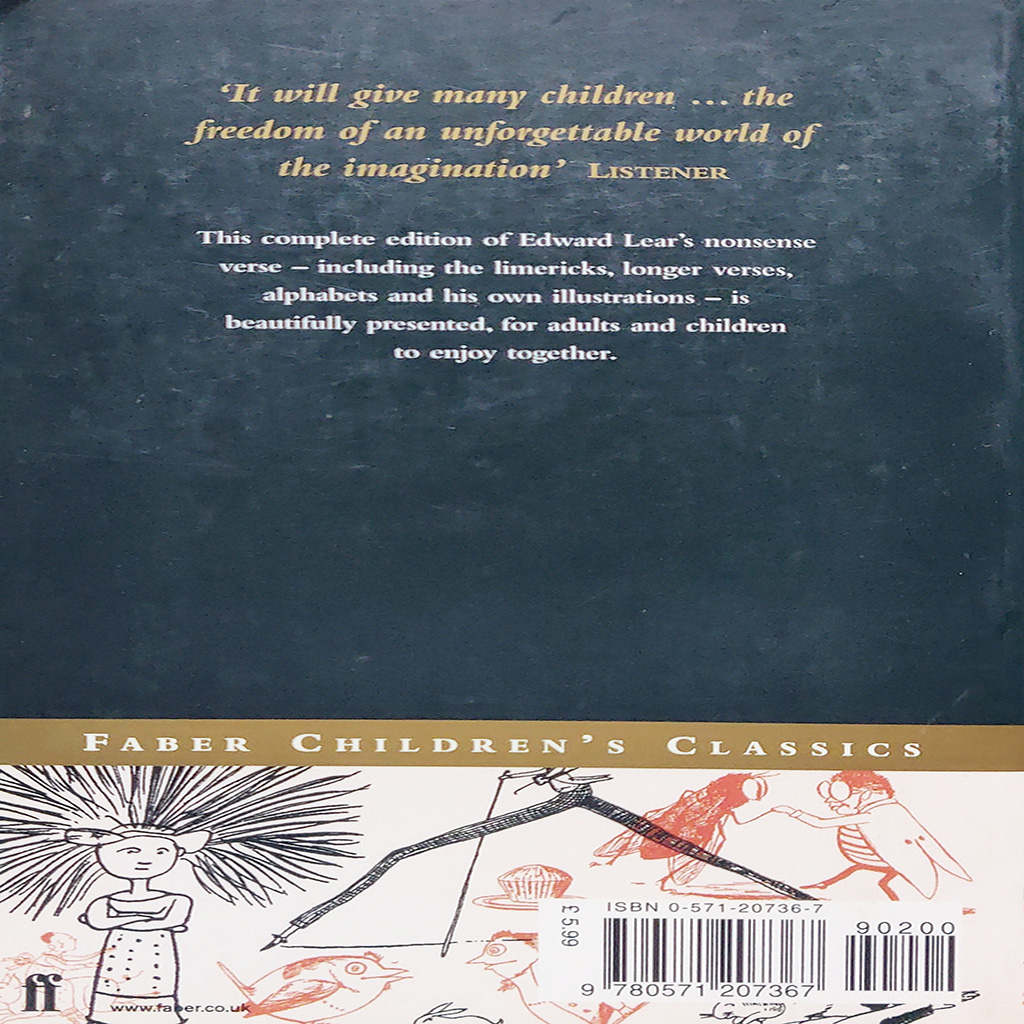 ‘It will give many children ... the
freedom of an unforgettable world of
the imagination’ LISTENER
This complete edition of Edward Lear's nonsense
verse – including the limericks, longer verses,
alphabets and his own illustrations – is
beautifully presented, for adults and children
to enjoy together.
FABER CHILDREN'S CLASSICS
£5.99
ISBN 0-571-20736-7
90200
9 780571 207367
ff
www.faber.co.uk